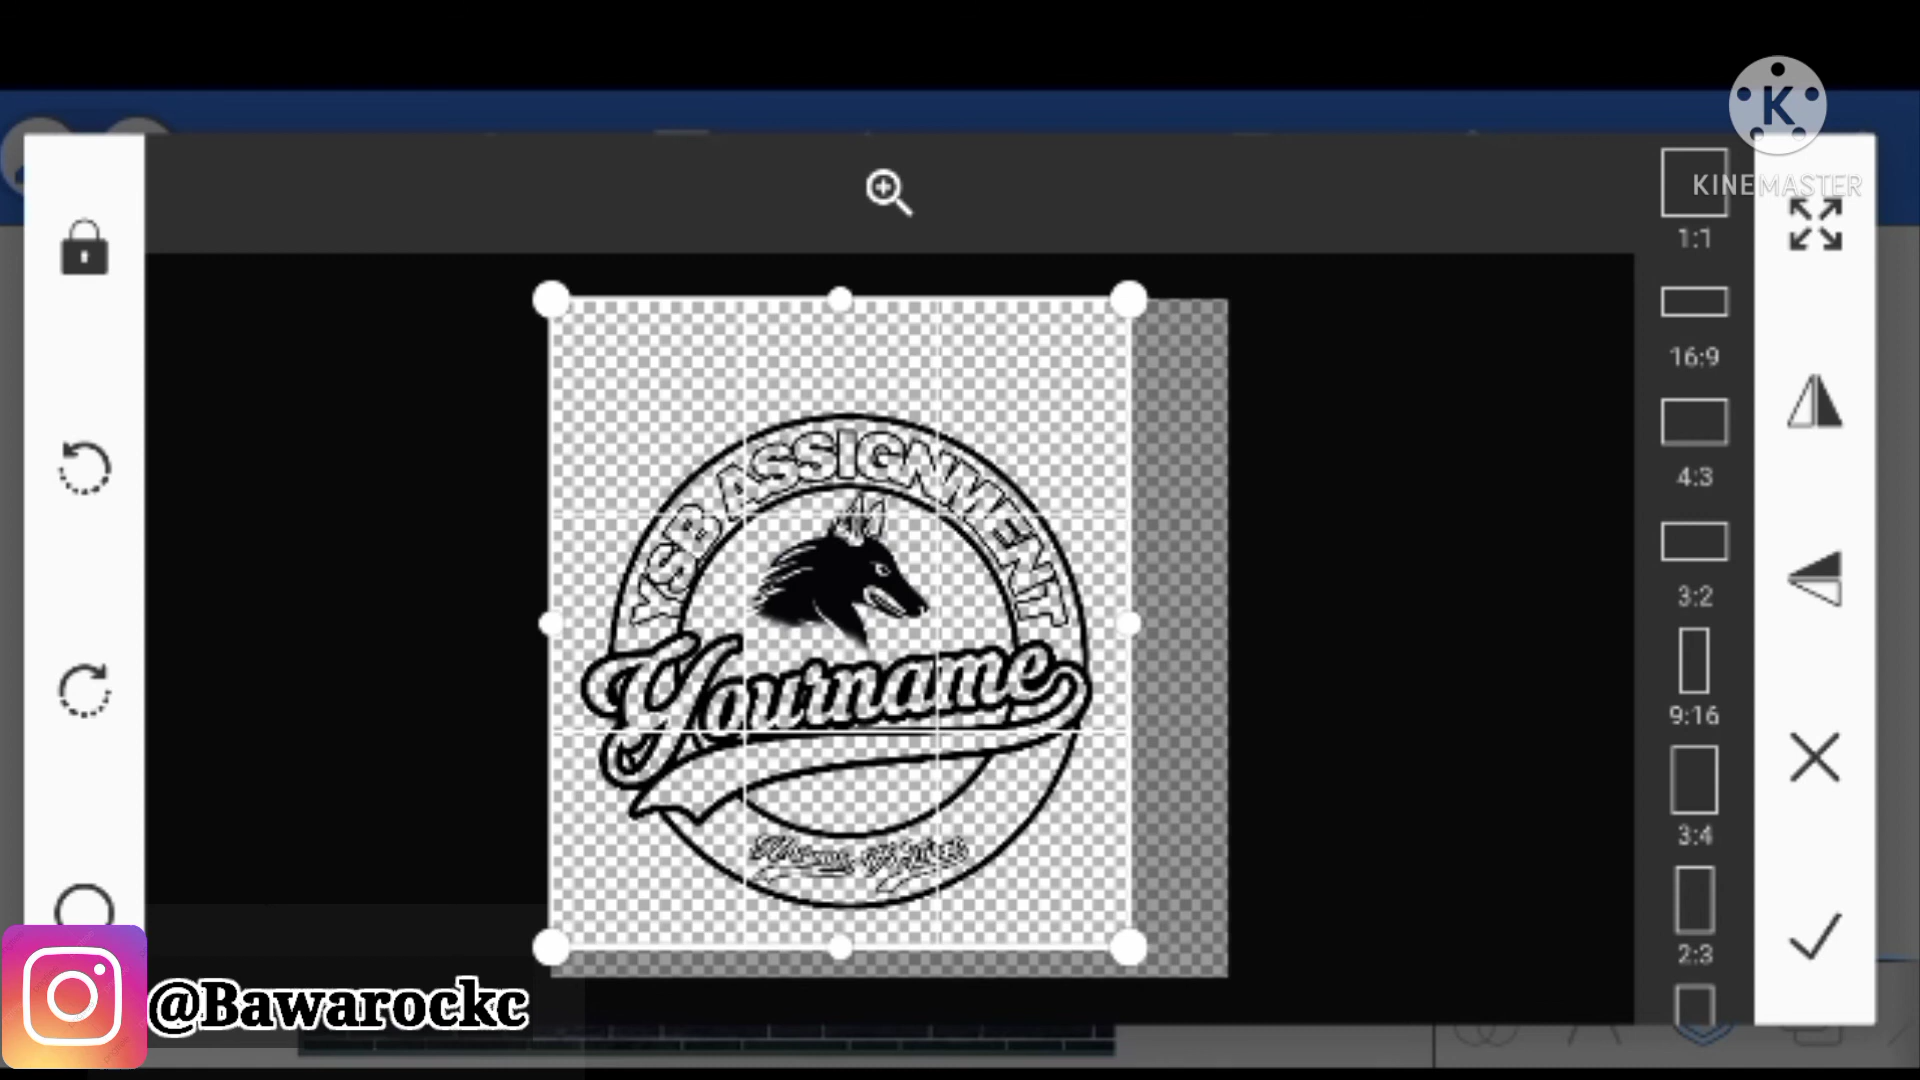 K
KINEMASTER
1:1
16:9
4:3
3:2
9:16
3:4
2:3
YSB ASSIGNMENT
Yourname
@Bawarockc